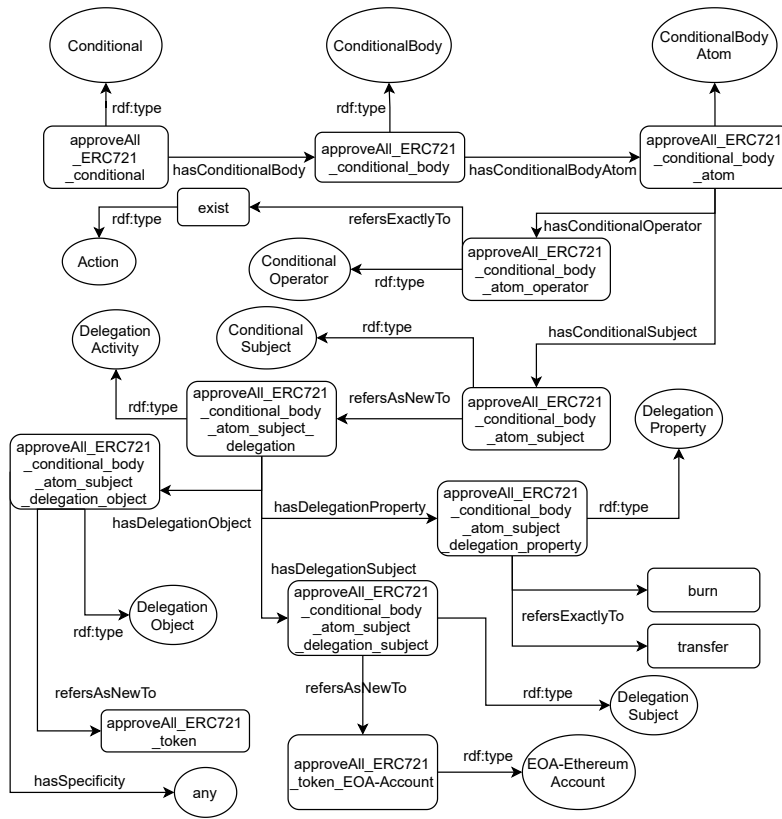 Conditional
ConditionalBody
ConditionalBody
Atom
rdf:type
rdf:type
rdf:type
approveAll
_ERC721
_conditional
hasConditionalBody
approveAll_ERC721
_conditional_body
hasConditionalBodyAtom
approveAll_ERC721
_conditional_body
_atom
rdf:type
exist
refersExactlyTo
hasConditionalOperator
Action
Conditional
Operator
rdf:type
approveAll_ERC721
_conditional_body
_atom_operator
Delegation
Activity
Conditional
Subject
rdf:type
hasConditionalSubject
rdf:type
approveAll_ERC721
_conditional_body
_atom_subject_
delegation
refersAsNewTo
approveAll_ERC721
_conditional_body
_atom_subject
Delegation
Property
approveAll_ERC721
_conditional_body
_atom_subject
_delegation_object
hasDelegationObject
hasDelegationProperty
approveAll_ERC721
_conditional_body
_atom_subject
_delegation_property
rdf:type
hasDelegationSubject
approveAll_ERC721
_conditional_body
_atom_subject
_delegation_subject
burn
refersExactlyTo
transfer
Delegation
Object
rdf:type
refersAsNewTo
refersAsNewTo
rdf:type
Delegation
Subject
approveAll_ERC721
_token
approveAll_ERC721
_token_EOA-Account
rdf:type
EOA-Ethereum
Account
hasSpecificity
any